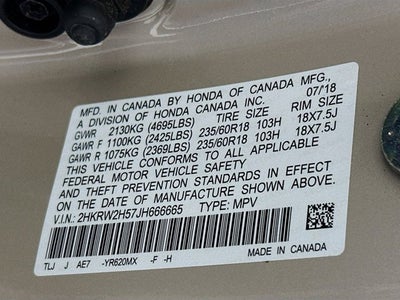 MFD. IN CANADA BY HONDA OF CANADA MFG.,
A DIVISION OF HONDA CANADA INC. 07/18
GVWR 2130KG (4695LBS) TIRE SIZE RIM SIZE
GAWR F 1100KG (2425LBS) 235/60R18 103H 18X7.5J
GAWR R 1075KG (2369LBS) 235/60R18 103H 18X7.5J
THIS VEHICLE CONFORMS TO ALL APPLICABLE
FEDERAL MOTOR VEHICLE SAFETY
AND THEFT PREVENTION STANDARDS IN EFFECT
ON THE DATE OF MANUFACTURE SHOWN ABOVE.
V.I.N.: 2HKRW2H57JH666665 TYPE: MPV
MADE IN CANADA
TLJ J AE7 -YR620MX -F -H